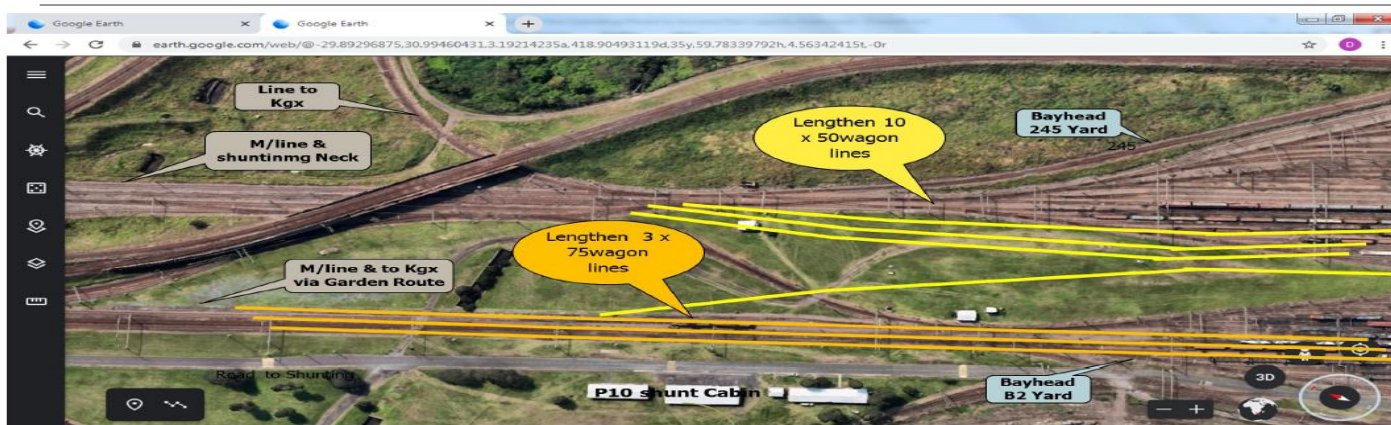 Google Earth
Google Earth
earth.google.com/web/@-29.89296875,30.99460431,3.19214235a,418.90493119d,35y,59.78339792h,4.56342415t,-0r
D
Line to
Kgx
M/line &
shuntinmg Neck
Lengthen 10
x 50wagon
lines
Bayhead
245 Yard
245
Lengthen 3 x
75wagon
lines
M/line & to Kgx
via Garden Route
Road to Shunting
P10 shunt Cabin
Bayhead
B2 Yard
3D